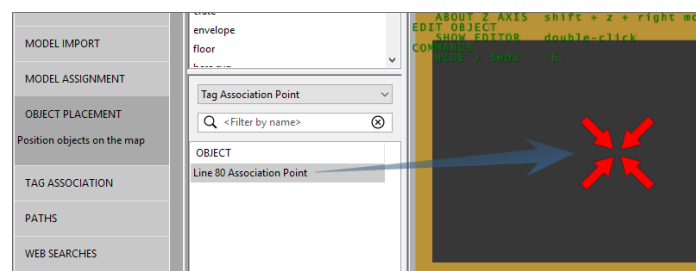 MODEL IMPORT
MODEL ASSIGNMENT
OBJECT PLACEMENT
Position objects on the map
TAG ASSOCIATION
PATHS
WEB SEARCHES
envelope
floor
Tag Association Point
<Filter by name>
OBJECT
Line 80 Association Point
ABOUT Z AXIS shift + z + right mo
EDIT OBJECT
SHOW EDITOR double-click
COMMANDS
HIDE / SHOW 'h'